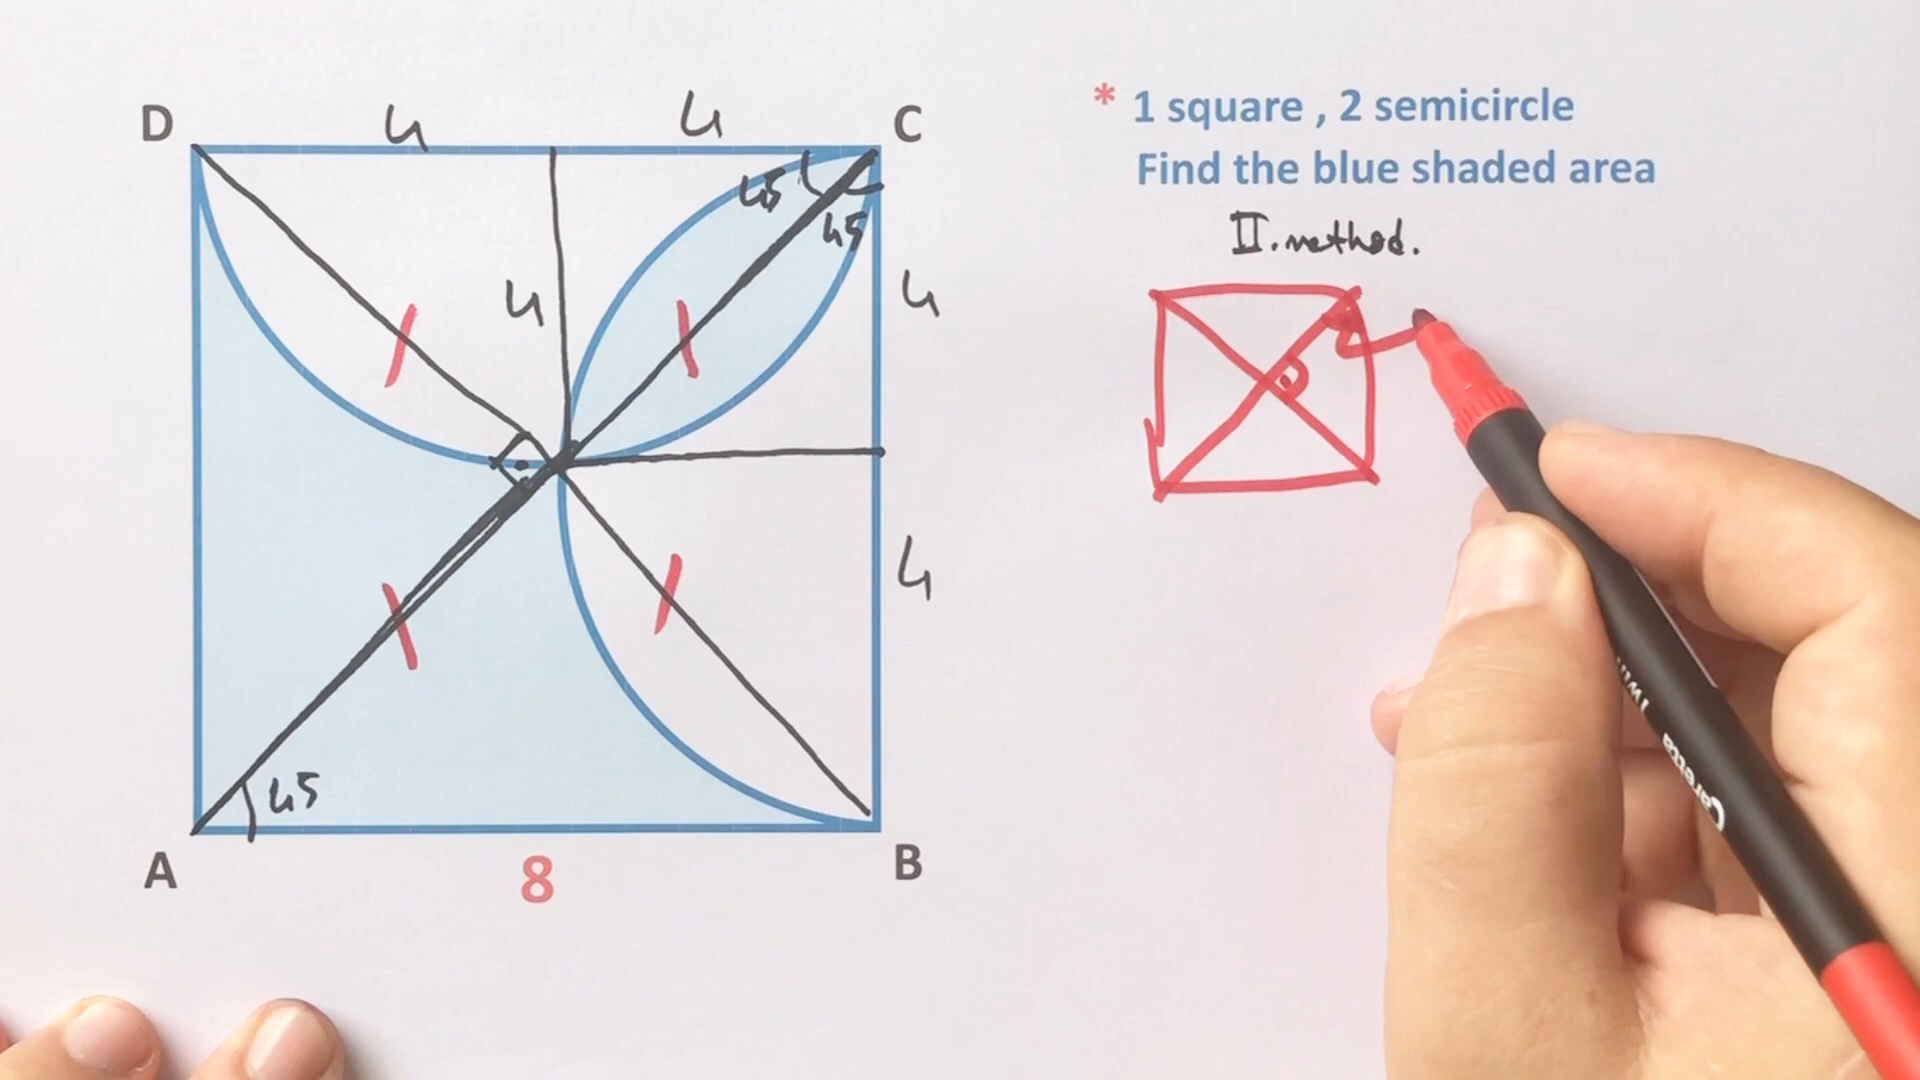 * 1 square , 2 semicircle
Find the blue shaded area
II. method.
D 4 4 C
45
45
4
4
4
45
A 8 B
Caretta